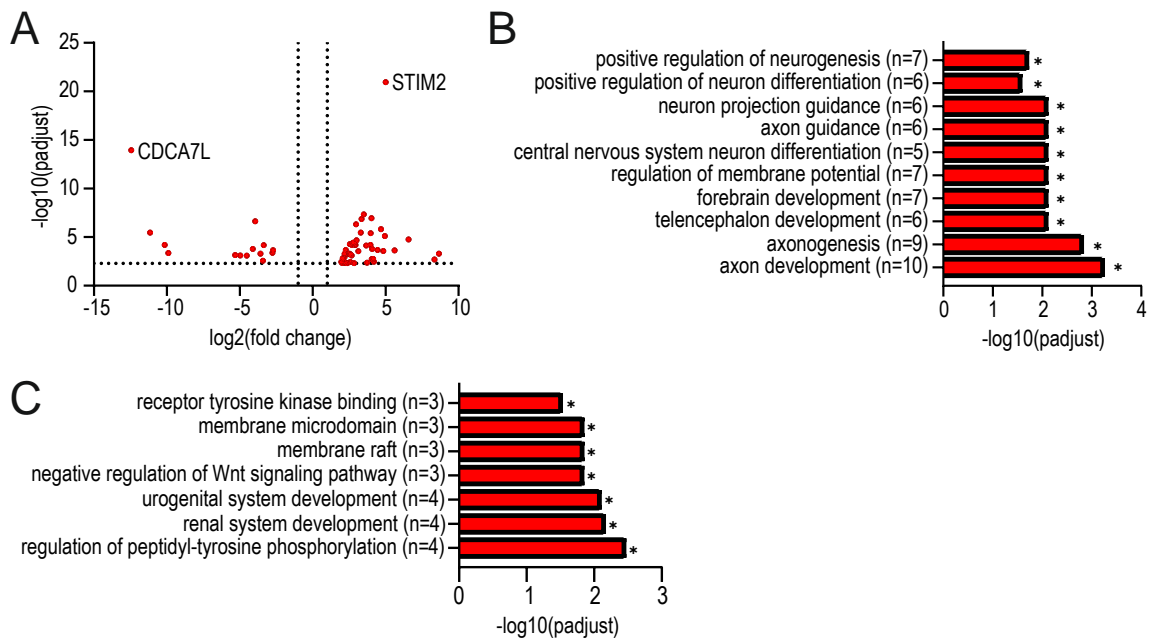 A
25
20
15
10
5
0
-log10(padjust)
STIM2
CDCA7L
-15
-10
-5
0
5
10
log2(fold change)
B
positive regulation of neurogenesis (n=7)
*
positive regulation of neuron differentiation (n=6)
*
neuron projection guidance (n=6)
*
axon guidance (n=6)
*
central nervous system neuron differentiation (n=5)
*
regulation of membrane potential (n=7)
*
forebrain development (n=7)
*
telencephalon development (n=6)
*
axonogenesis (n=9)
*
axon development (n=10)
*
0
1
2
3
4
-log10(padjust)
C
receptor tyrosine kinase binding (n=3)
*
membrane microdomain (n=3)
*
membrane raft (n=3)
*
negative regulation of Wnt signaling pathway (n=3)
*
urogenital system development (n=4)
*
renal system development (n=4)
*
regulation of peptidyl-tyrosine phosphorylation (n=4)
*
0
1
2
3
-log10(padjust)